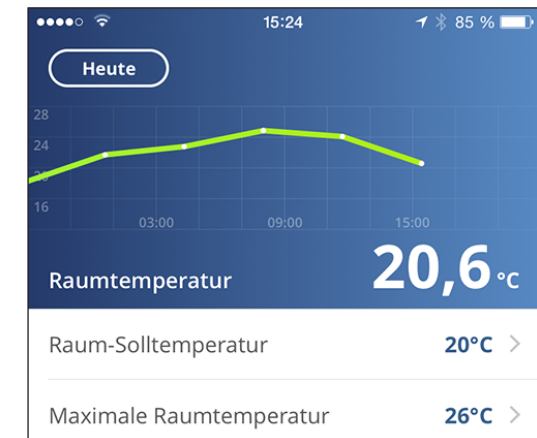 15:24 85 %
Heute
28
24
20
16
03:00 09:00 15:00
Raumtemperatur 20,6 °C
Raum-Solltemperatur 20°C
Maximale Raumtemperatur 26°C